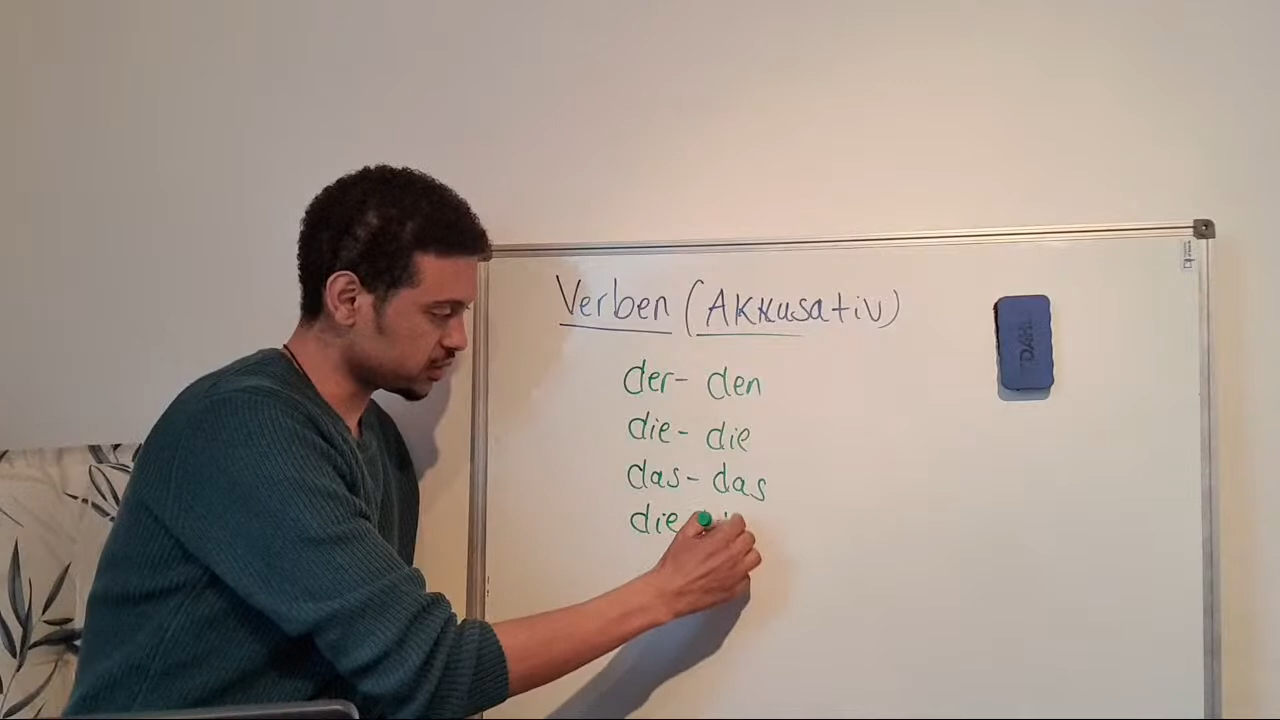 Verben (Akkusativ)
der- den
die - die
das - das
die